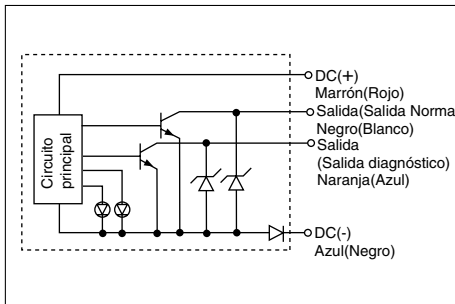 Circuito
principal
DC(+)
Marrón(Rojo)
Salida(Salida Norma
Negro(Blanco)
Salida
(Salida diagnóstico)
Naranja(Azul)
DC(-)
Azul(Negro)